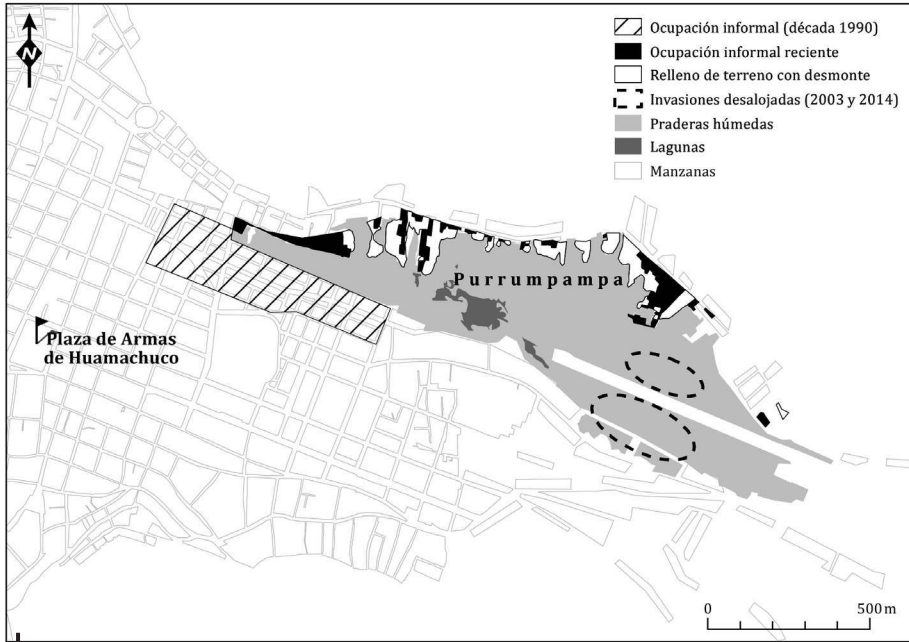 N
Ocupación informal (década 1990)
Ocupación informal reciente
Relleno de terreno con desmonte
Invasiones desalojadas (2003 y 2014)
Praderas húmedas
Lagunas
Manzanas
Purrumpampa
Plaza de Armas
de Huamachuco
0 500 m